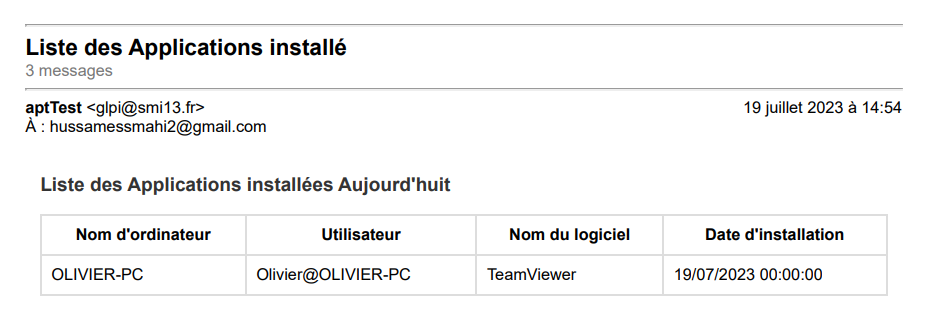 Liste des Applications installé
3 messages
aptTest <glpi@smi13.fr> 19 juillet 2023 à 14:54
À : hussamessmahi2@gmail.com
Liste des Applications installées Aujourd'huit
Nom d'ordinateur Utilisateur Nom du logiciel Date d'installation
OLIVIER-PC Olivier@OLIVIER-PC TeamViewer 19/07/2023 00:00:00